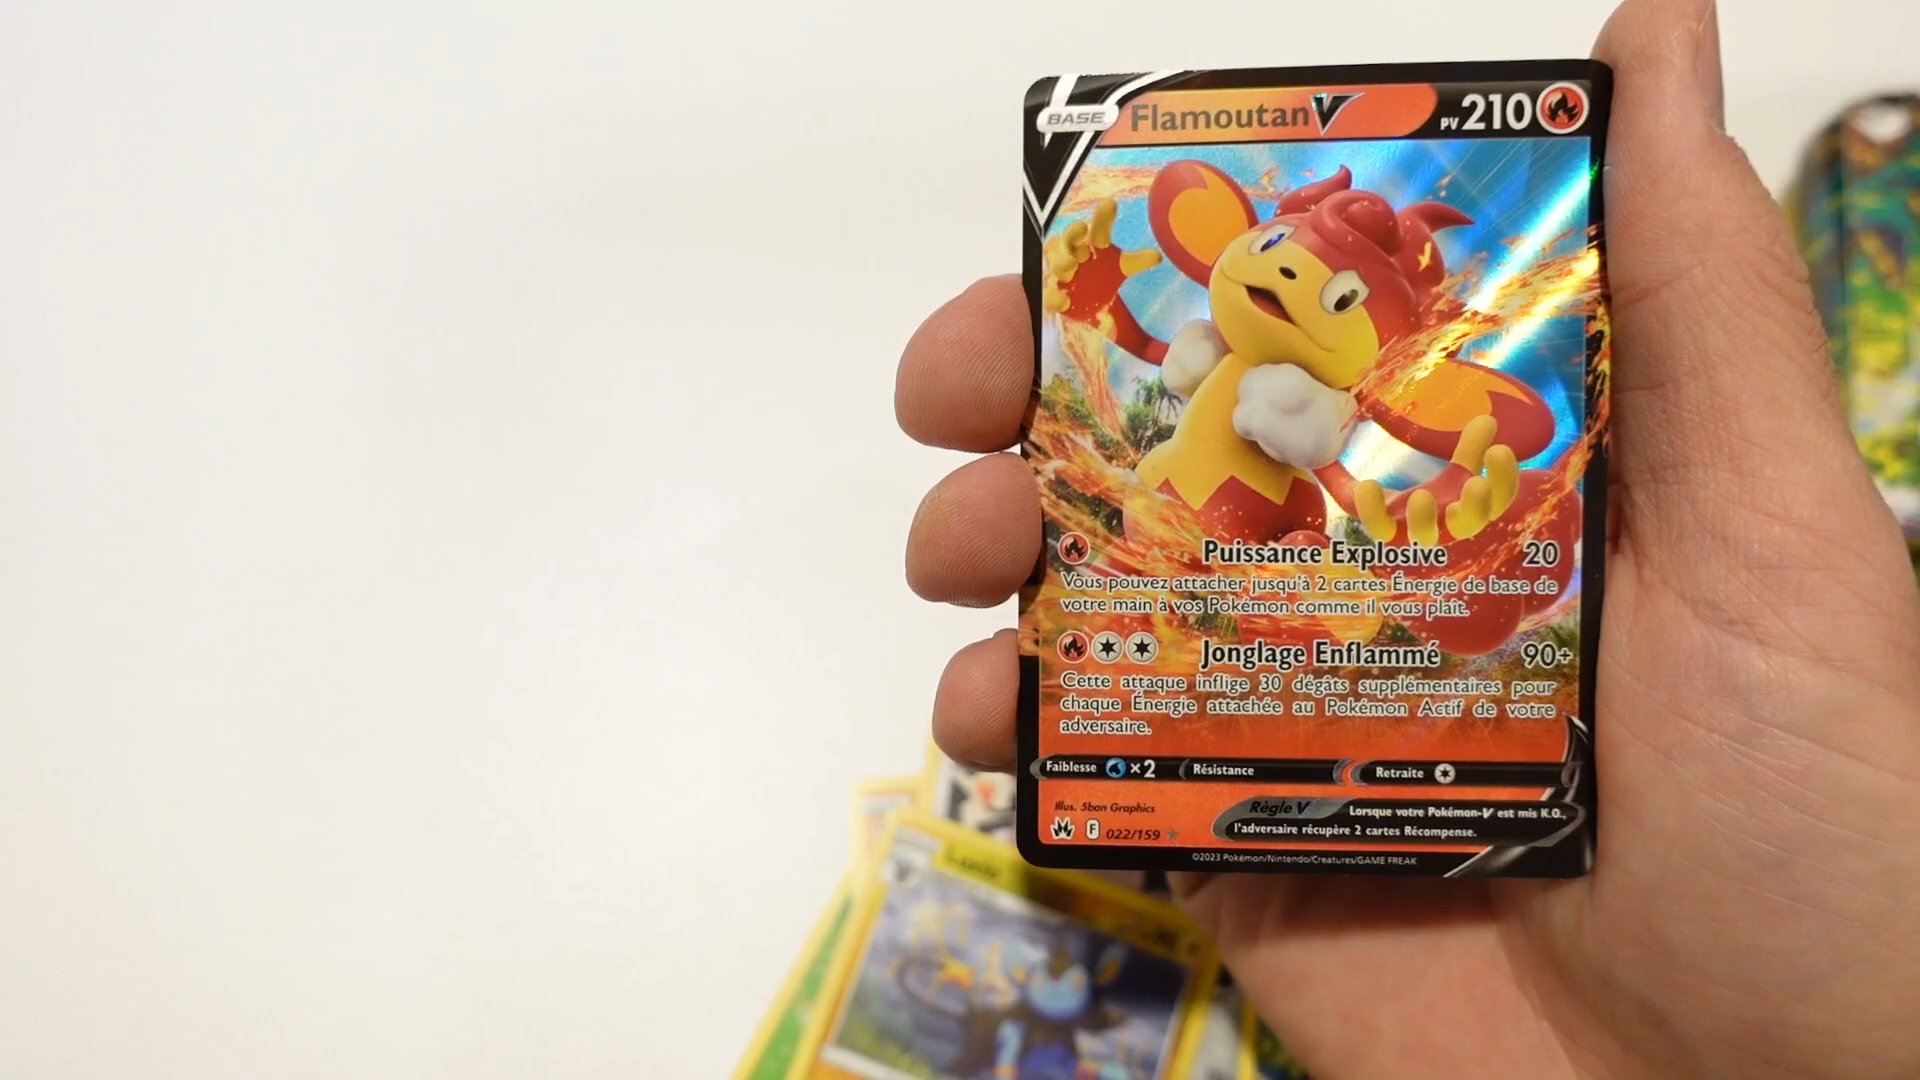 BASE FlamoutanV PV210
Puissance Explosive 20
Vous pouvez attacher jusqu'à 2 cartes Énergie de base de
votre main à vos Pokémon comme il vous plaît.
Jonglage Enflammé 90+
Cette attaque inflige 30 dégâts supplémentaires pour
chaque Énergie attachée au Pokémon Actif de votre
adversaire.
Faiblesse ×2 Résistance Retraite
Illus. 5ban Graphics
F 022/159
Règle V Lorsque votre Pokémon-V est mis K.O.,
l'adversaire récupère 2 cartes Récompense.
©2023 Pokémon/Nintendo/Creatures/GAME FREAK